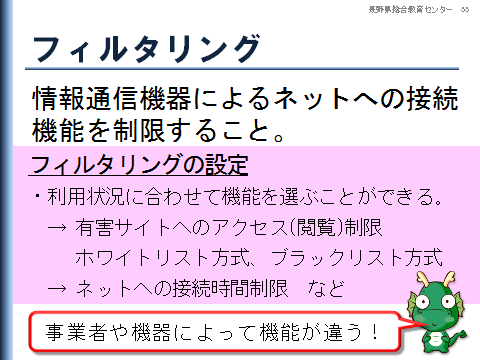 長野県総合教育センター 55
フィルタリング
情報通信機器によるネットへの接続
機能を制限すること。
フィルタリングの設定
・利用状況に合わせて機能を選ぶことができる。
→ 有害サイトへのアクセス(閲覧)制限
ホワイトリスト方式、ブラックリスト方式
→ ネットへの接続時間制限　など
事業者や機器によって機能が違う！